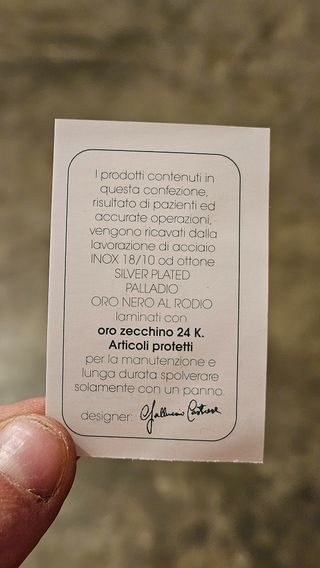 I prodotti contenuti in
questa confezione,
risultato di pazienti ed
accurate operazioni,
vengono ricavati dalla
lavorazione di acciaio
INOX 18/10 od ottone
SILVER PLATED
PALLADIO
ORO NERO AL RODIO
laminati con
oro zecchino 24 K.
Articoli protetti
per la manutenzione e
lunga durata spolverare
solamente con un panno.
designer: